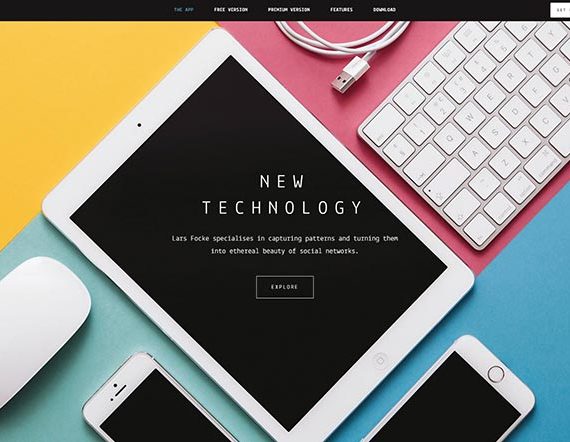 THE APP
FREE VERSION
PREMIUM VERSION
FEATURES
DOWNLOAD
GET
NEW
TECHNOLOGY
Lars Focke specialises in capturing patterns and turning them
into ethereal beauty of social networks.
EXPLORE